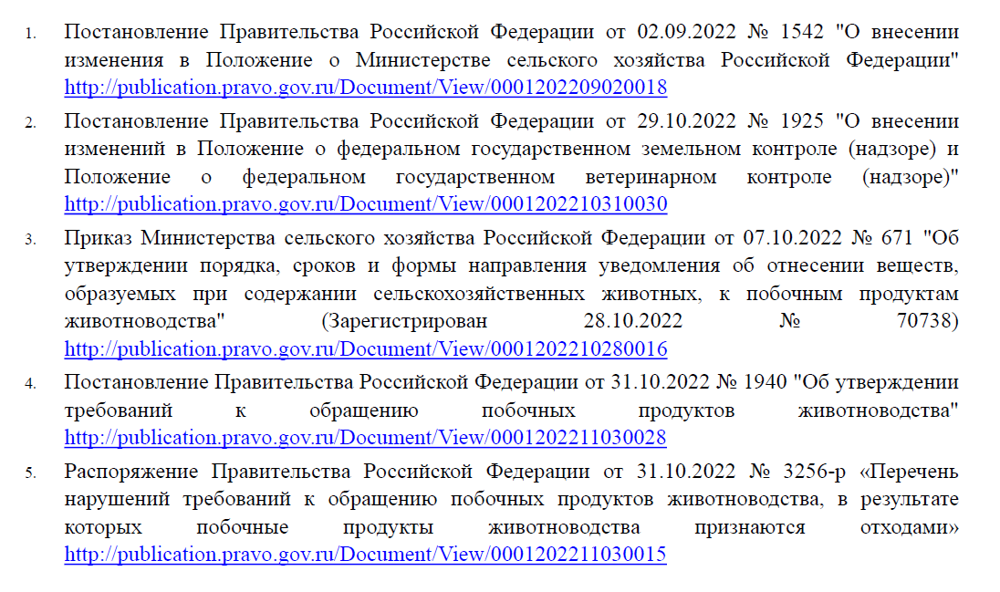 1. Постановление Правительства Российской Федерации от 02.09.2022 № 1542 "О внесении
изменения в Положение о Министерстве сельского хозяйства Российской Федерации"
http://publication.pravo.gov.ru/Document/View/0001202209020018
2. Постановление Правительства Российской Федерации от 29.10.2022 № 1925 "О внесении
изменений в Положение о федеральном государственном земельном контроле (надзоре) и
Положение о федеральном государственном ветеринарном контроле (надзоре)"
http://publication.pravo.gov.ru/Document/View/0001202210310030
3. Приказ Министерства сельского хозяйства Российской Федерации от 07.10.2022 № 671 "Об
утверждении порядка, сроков и формы направления уведомления об отнесении веществ,
образуемых при содержании сельскохозяйственных животных, к побочным продуктам
животноводства" (Зарегистрирован 28.10.2022 № 70738)
http://publication.pravo.gov.ru/Document/View/0001202210280016
4. Постановление Правительства Российской Федерации от 31.10.2022 № 1940 "Об утверждении
требований к обращению побочных продуктов животноводства"
http://publication.pravo.gov.ru/Document/View/0001202211030028
5. Распоряжение Правительства Российской Федерации от 31.10.2022 № 3256-р «Перечень
нарушений требований к обращению побочных продуктов животноводства, в результате
которых побочные продукты животноводства признаются отходами»
http://publication.pravo.gov.ru/Document/View/0001202211030015